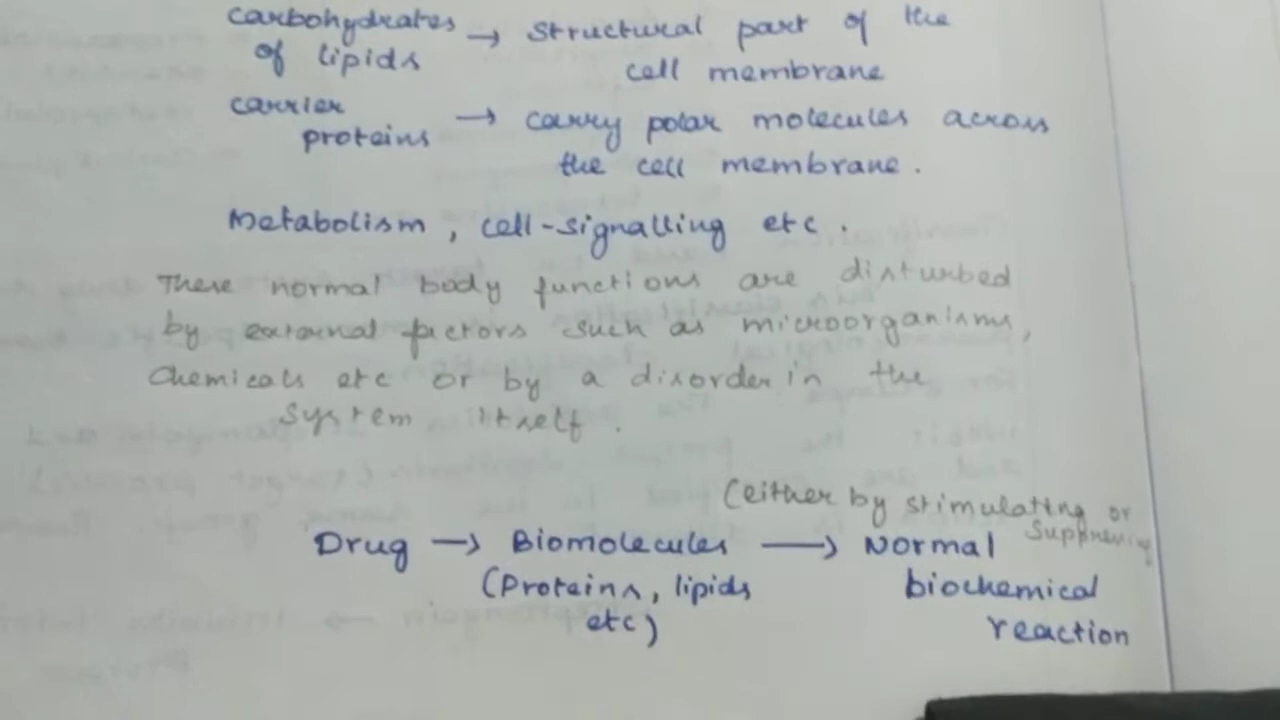 carbohydrates → structural part of the
of lipids cell membrane
carrier → carry polar molecules across
proteins the cell membrane.
Metabolism, cell-signalling etc.
These normal body functions are disturbed
by external factors such as microorganisms,
Chemicals etc or by a disorder in the
system itself.
(either by stimulating or
suppressing
Drug → Biomolecules → Normal
(Proteins, lipids biochemical
etc) reaction